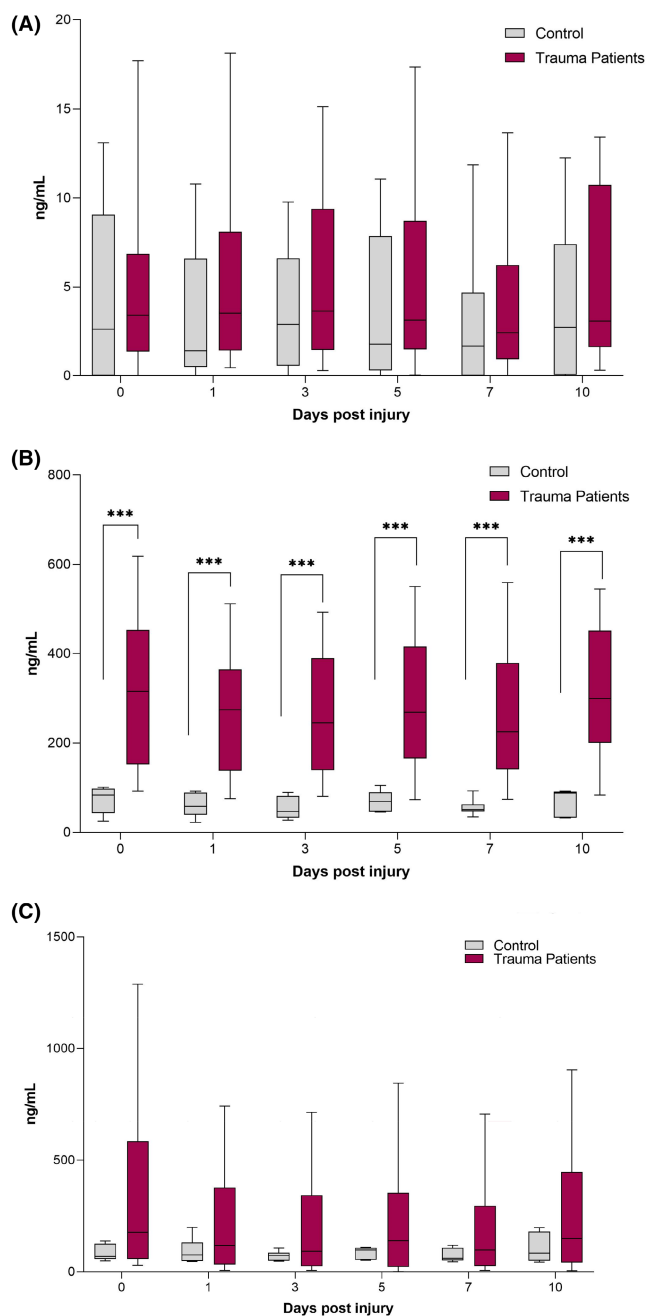 (A)
20
15
10
5
0
ng/mL
Control
Trauma Patients
0 1 3 5 7 10
Days post injury
(B)
800
600
400
200
0
ng/mL
Control
Trauma Patients
*** *** *** *** *** ***
0 1 3 5 7 10
Days post injury
(C)
1500
1000
500
0
ng/mL
Control
Trauma Patients
0 1 3 5 7 10
Days post injury